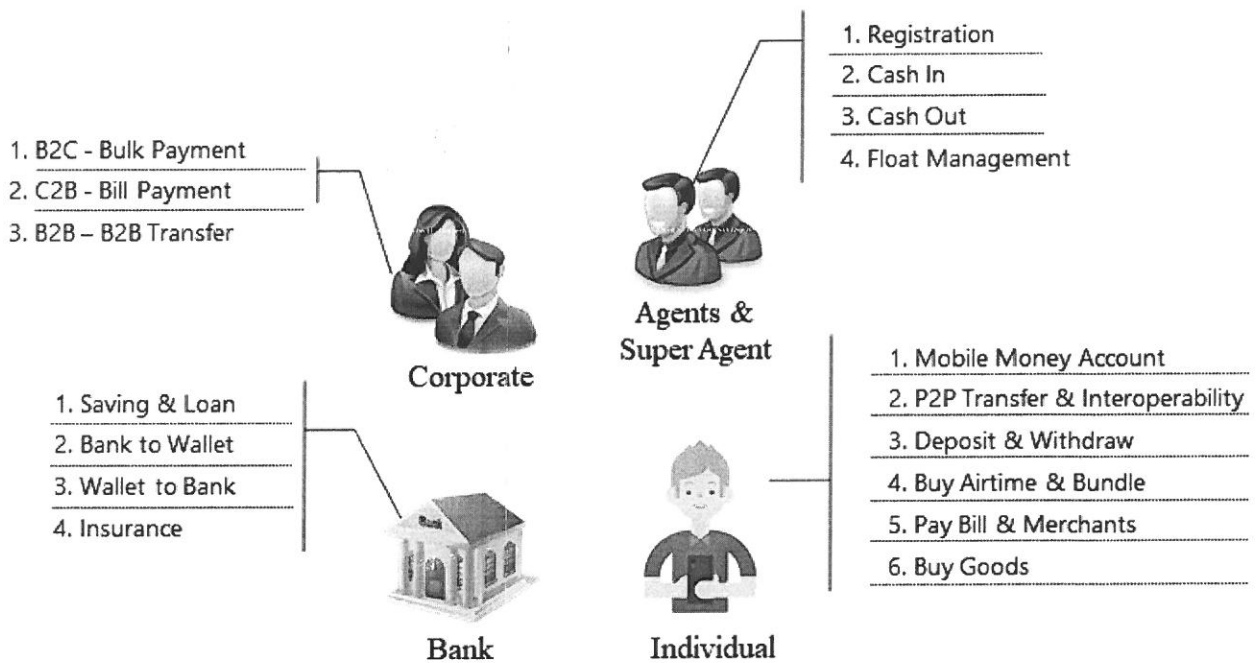 1. Registration
2. Cash In
3. Cash Out
4. Float Management
1. B2C - Bulk Payment
2. C2B - Bill Payment
3. B2B – B2B Transfer
Agents &
Super Agent
Corporate
1. Mobile Money Account
2. P2P Transfer & Interoperability
3. Deposit & Withdraw
4. Buy Airtime & Bundle
5. Pay Bill & Merchants
6. Buy Goods
1. Saving & Loan
2. Bank to Wallet
3. Wallet to Bank
4. Insurance
Bank
Bank
Individual